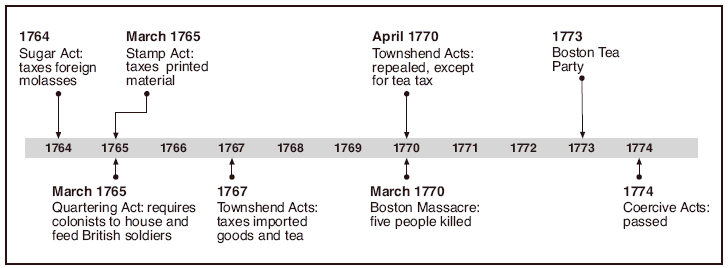 1764
Sugar Act:
taxes foreign
molasses
March 1765
Stamp Act:
taxes printed
material
April 1770
Townshend Acts:
repealed, except
for tea tax
1773
Boston Tea
Party
1764 1765 1766 1767 1768 1769 1770 1771 1772 1773 1774
March 1765
Quartering Act: requires
colonists to house and
feed British soldiers
1767
Townshend Acts:
taxes imported
goods and tea
March 1770
Boston Massacre:
five people killed
1774
Coercive Acts:
passed